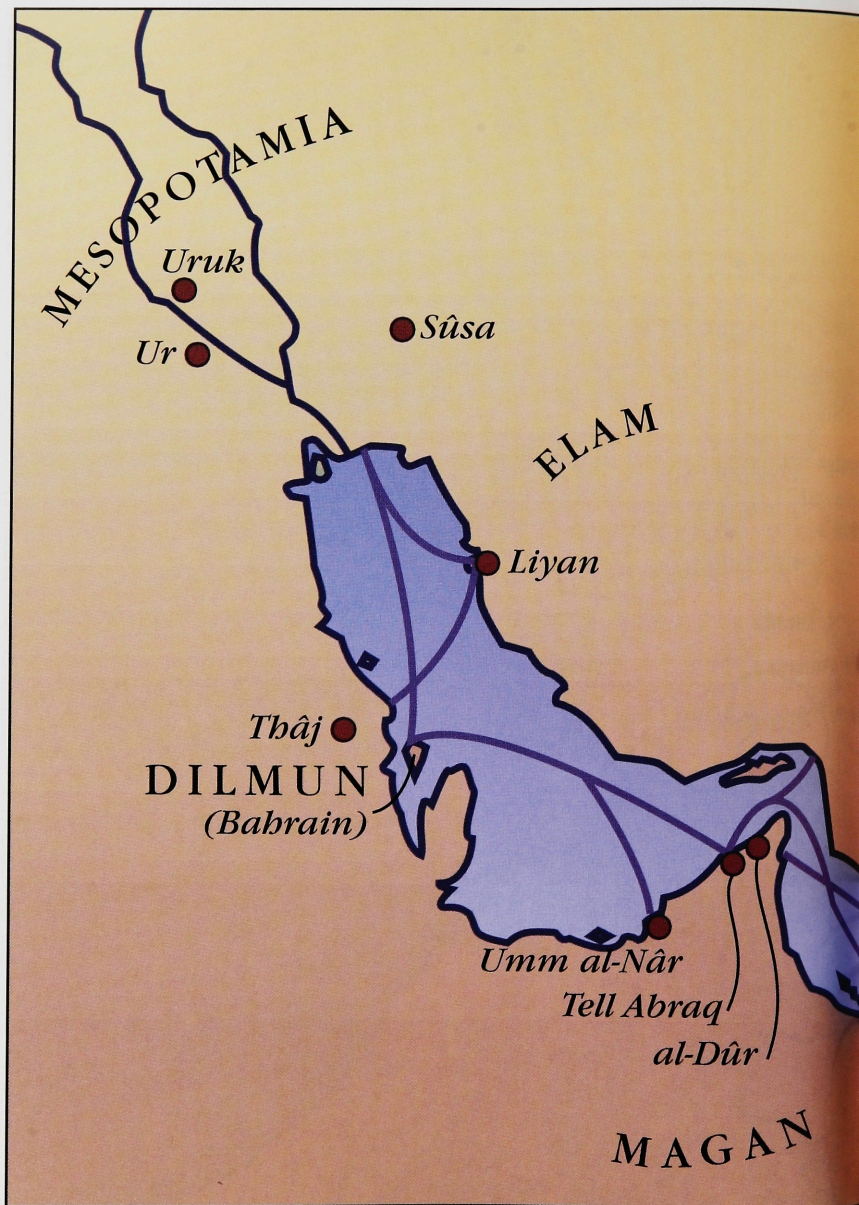 MESOPOTAMIA
Uruk
Sûsa
Ur
ELAM
Liyan
Thâj
DILMUN
(Bahrain)
Umm al-Nâr
Tell Abraq
al-Dûr
MAGAN